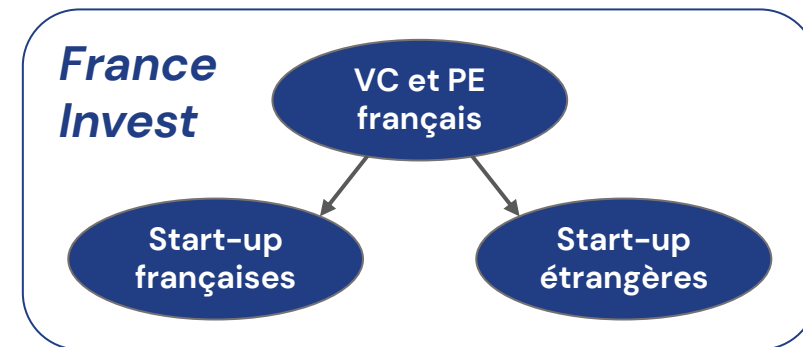 France
Invest
VC et PE
français
Start-up
françaises
Start-up
étrangères